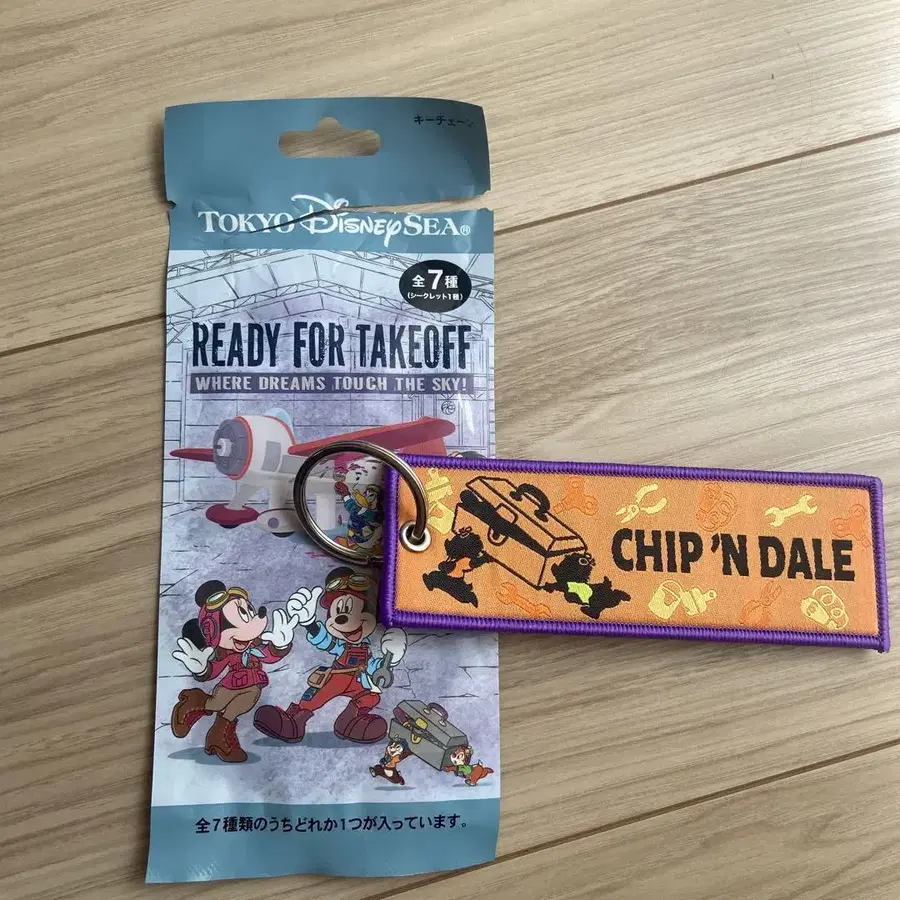 キーチェーン
TOKYO DISNEY SEA®
全7種
(シークレット1種)
READY FOR TAKEOFF
WHERE DREAMS TOUCH THE SKY!
CHIP 'N DALE
全7種類のうちどれか1つが入っています。